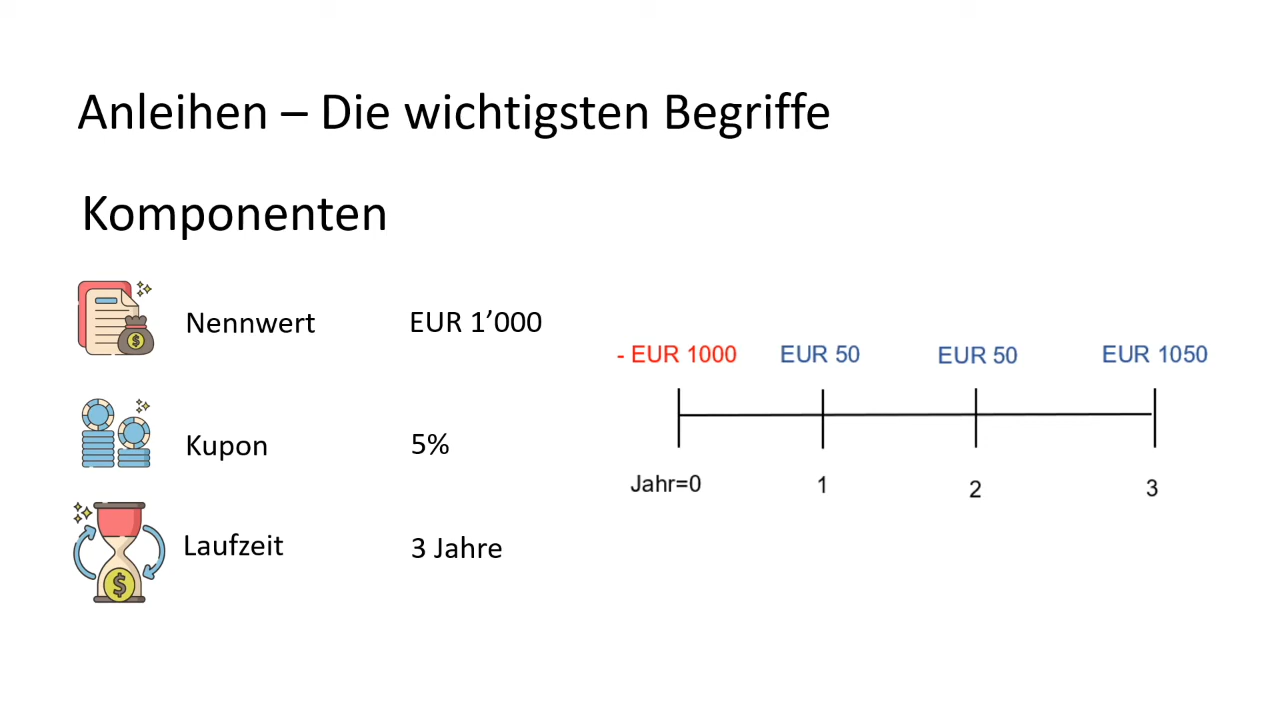 Anleihen – Die wichtigsten Begriffe
Komponenten
Nennwert EUR 1’000
Kupon 5%
Laufzeit 3 Jahre
- EUR 1000 EUR 50 EUR 50 EUR 1050
Jahr=0 1 2 3
$
$